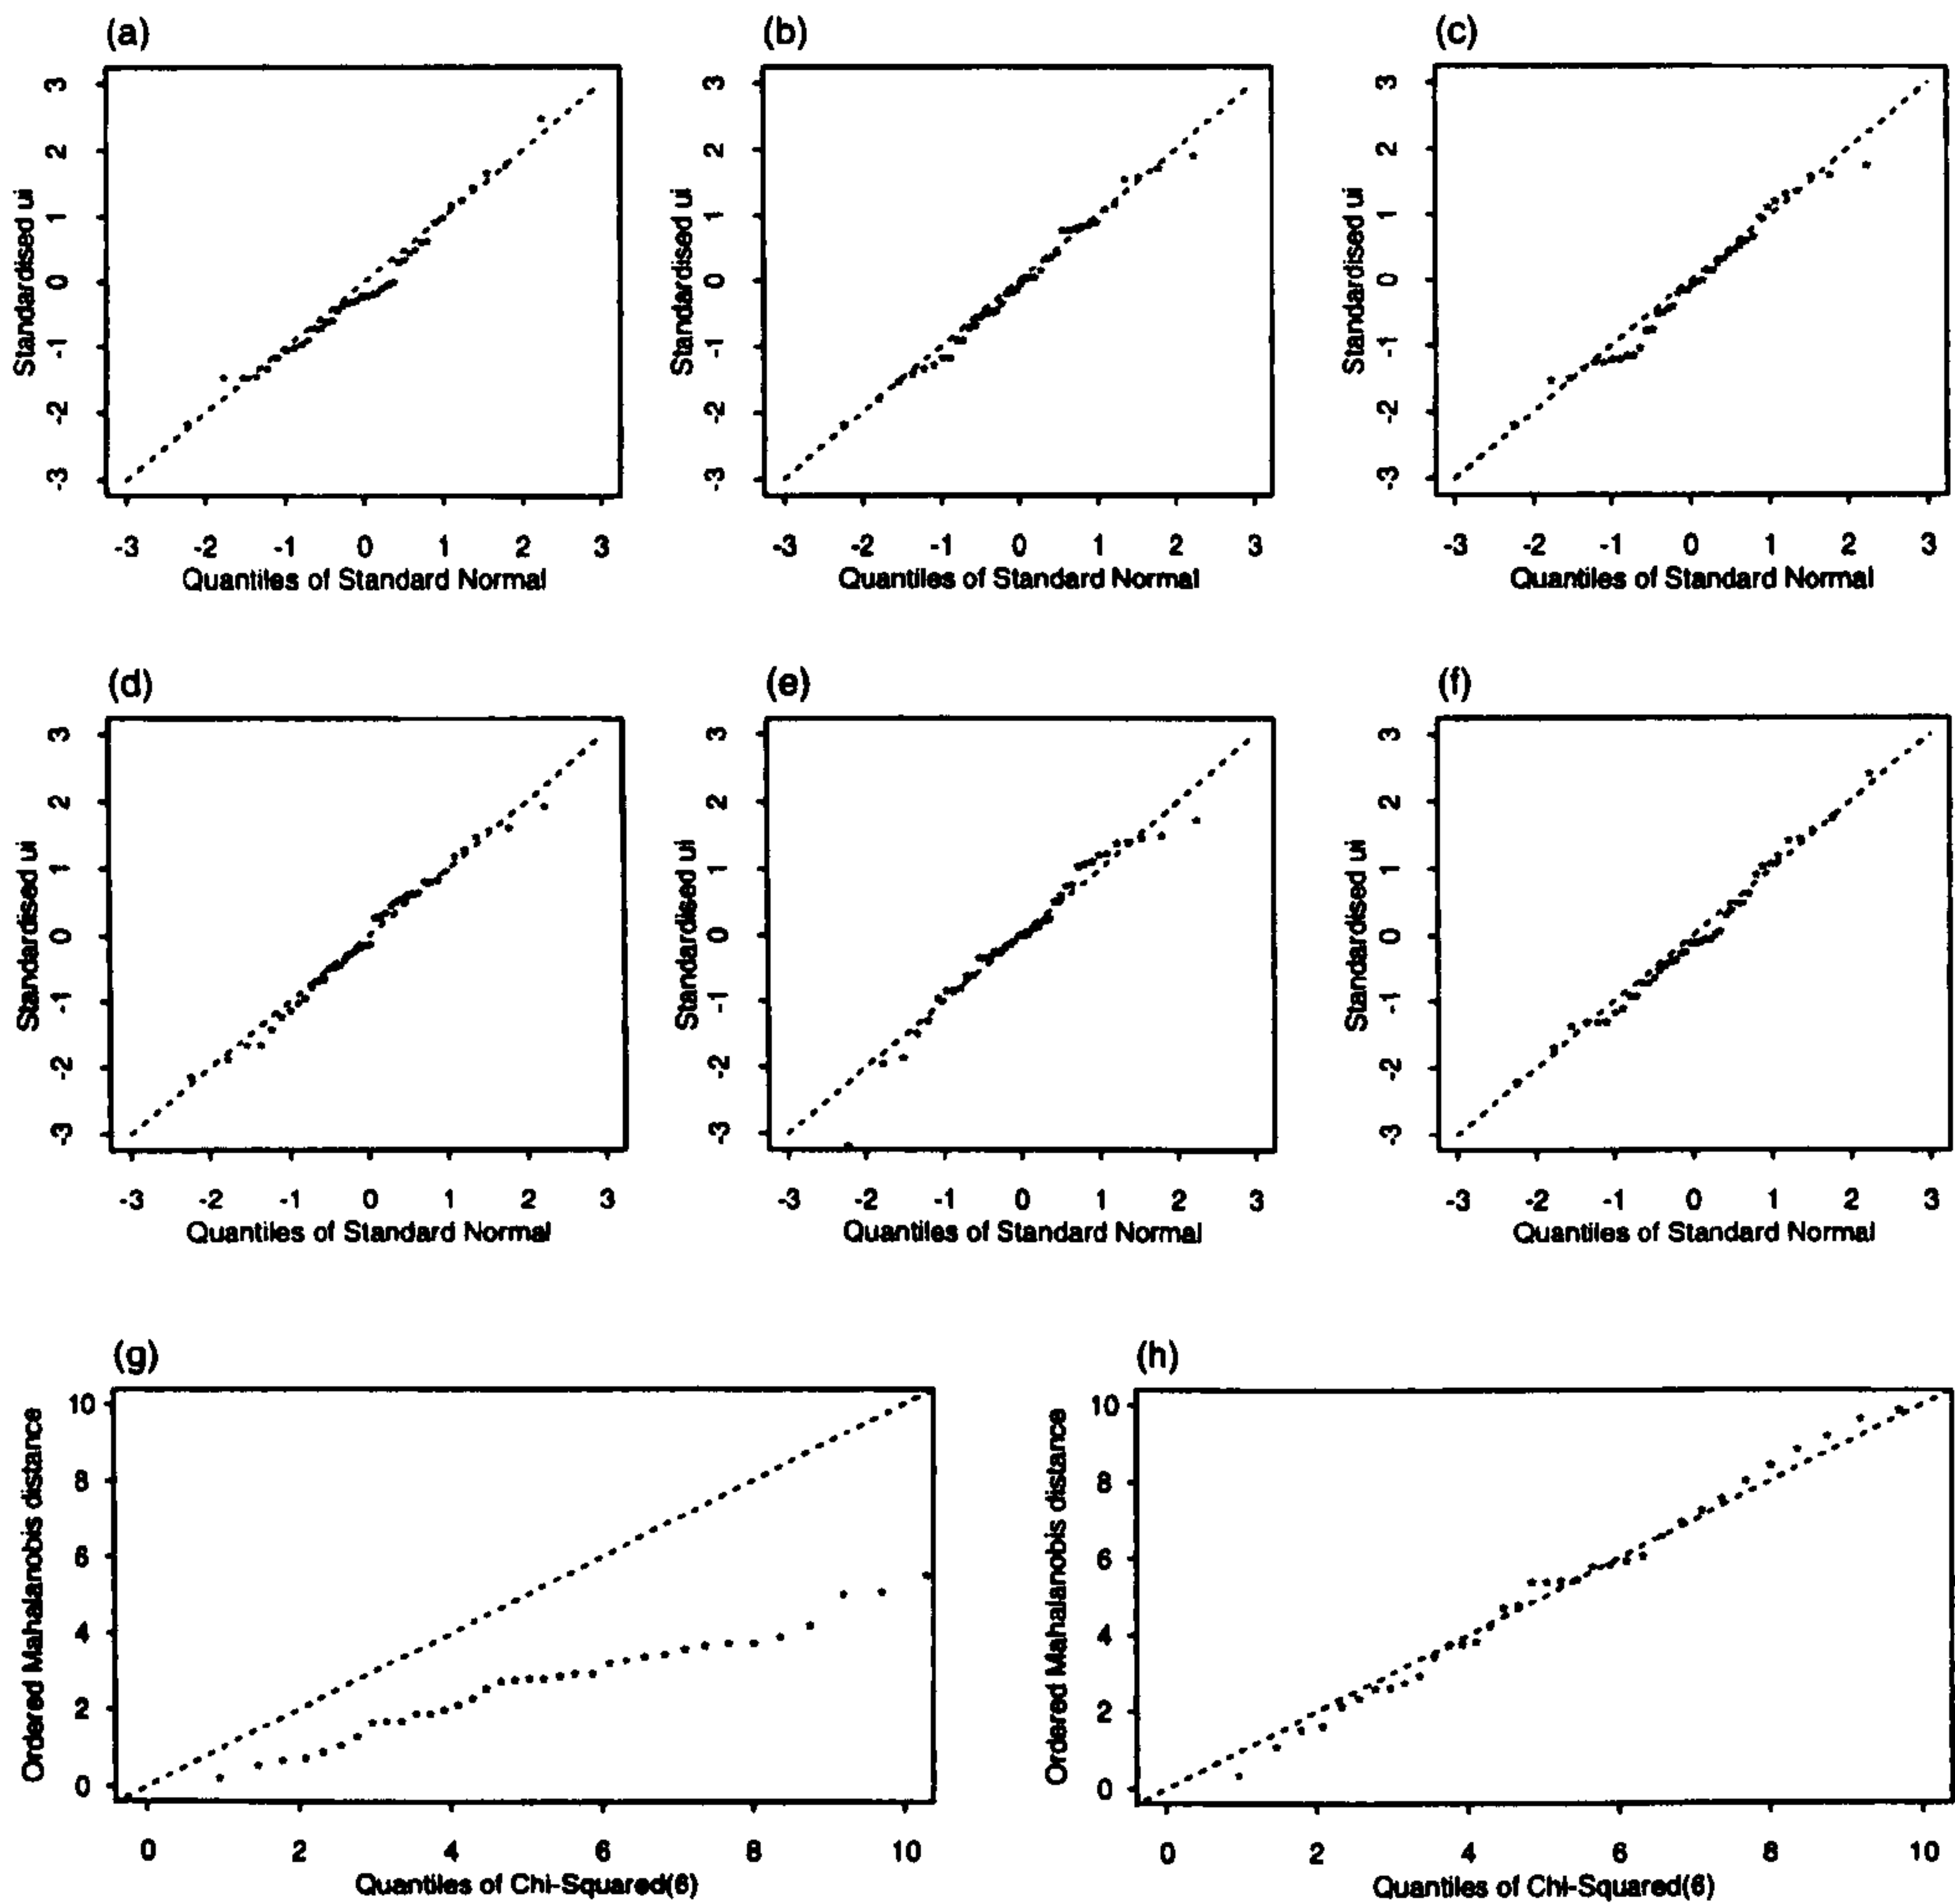 (a) (b) (c)
3 3 3
2 2 2
1 1 1
0 0 0
-1 -1 -1
-2 -2 -2
-3 -3 -3
Standardised ui Standardised ui Standardised ui
-3 -2 -1 0 1 2 3 -3 -2 -1 0 1 2 3 -3 -2 -1 0 1 2 3
Quantiles of Standard Normal Quantiles of Standard Normal Quantiles of Standard Normal
(d) (e) (f)
3 3 3
2 2 2
1 1 1
0 0 0
-1 -1 -1
-2 -2 -2
-3 -3 -3
Standardised ui Standardised ui Standardised ui
-3 -2 -1 0 1 2 3 -3 -2 -1 0 1 2 3 -3 -2 -1 0 1 2 3
Quantiles of Standard Normal Quantiles of Standard Normal Quantiles of Standard Normal
(g) (h)
10 10
8 8
6 6
4 4
2 2
0 0
Ordered Mahalanobis distance Ordered Mahalanobis distance
0 2 4 6 8 10 0 2 4 6 8 10
Quantiles of Chi-Squared(6) Quantiles of Chi-Squared(6)